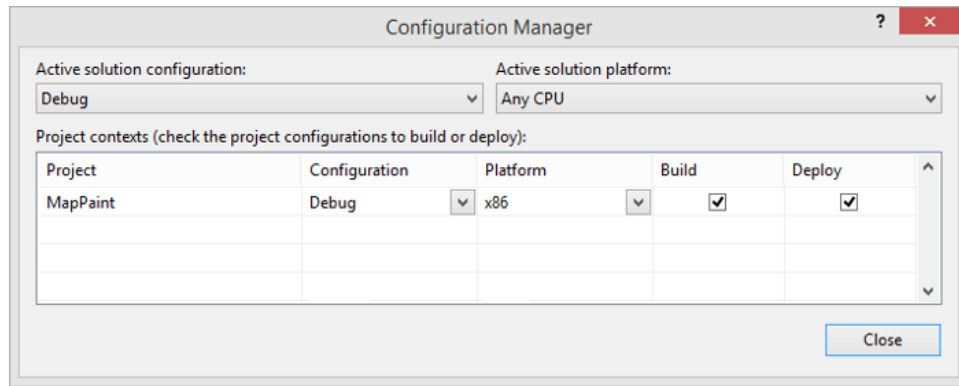 Configuration Manager ? ×
Active solution configuration: Active solution platform:
Debug Any CPU
Project contexts (check the project configurations to build or deploy):
Project Configuration Platform Build Deploy
MapPaint Debug x86
Close